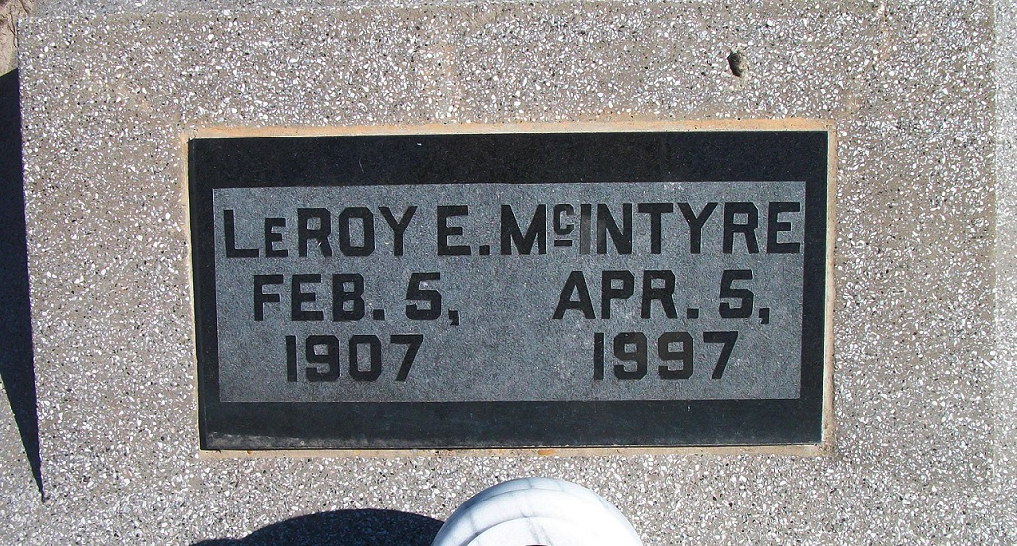 LeROY E. McINTYRE
FEB. 5, APR. 5,
1907 1997